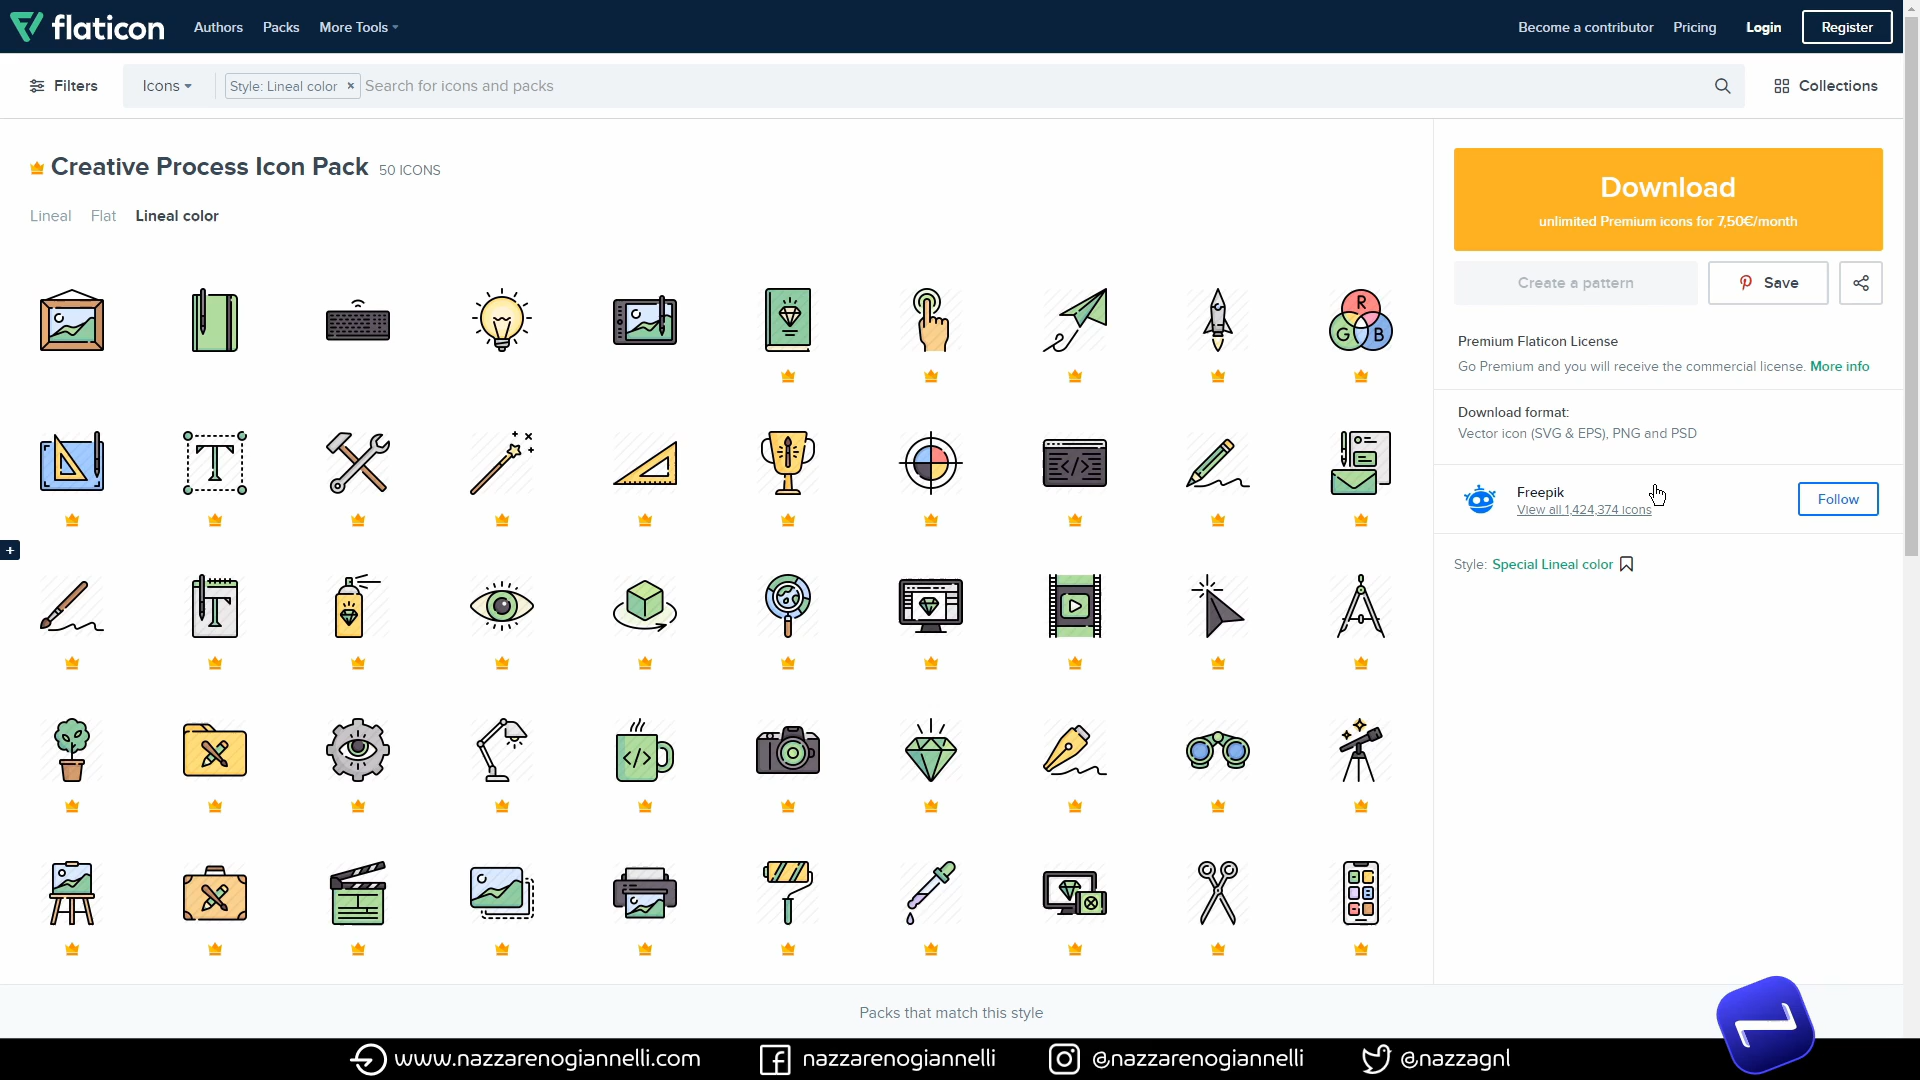 flaticon Authors Packs More Tools Become a contributor Pricing Login Register
Filters Icons Style: Lineal color × Search for icons and packs Collections
Creative Process Icon Pack 50 ICONS
Lineal Flat Lineal color
Download
unlimited Premium icons for 7,50€/month
Create a pattern Save
Premium Flaticon License
Go Premium and you will receive the commercial license. More info
Download format:
Vector icon (SVG & EPS), PNG and PSD
Freepik
View all 1,424,374 icons
Follow
Style: Special Lineal color
R
G B
T
</>
T
</>
+
Packs that match this style
www.nazzarenogiannelli.com nazzarenogiannelli @nazzarenogiannelli @nazzagnl